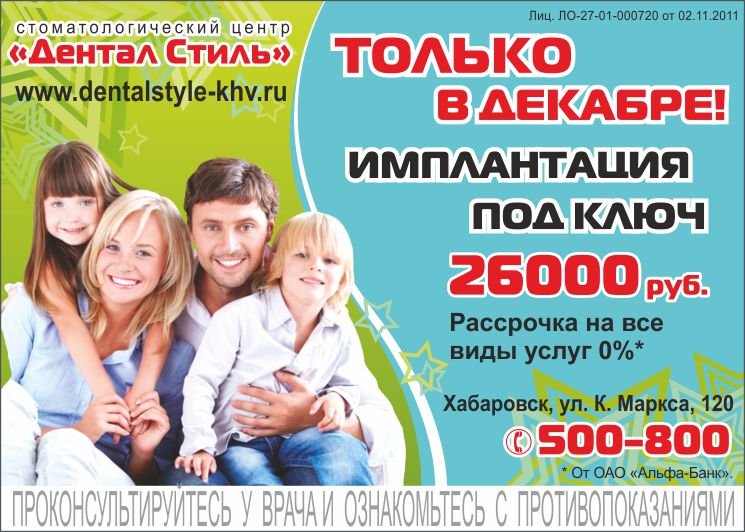 стоматологический центр
«Дентал Стиль»
www.dentalstyle-khv.ru
Лиц. ЛО-27-01-000720 от 02.11.2011
ТОЛЬКО
В ДЕКАБРЕ!
ИМПЛАНТАЦИЯ
ПОД КЛЮЧ
26000 руб.
Рассрочка на все
виды услуг 0%*
Хабаровск, ул. К. Маркса, 120
✆ 500-800
* От ОАО «Альфа-Банк».
ПРОКОНСУЛЬТИРУЙТЕСЬ У ВРАЧА И ОЗНАКОМЬТЕСЬ С ПРОТИВОПОКАЗАНИЯМИ